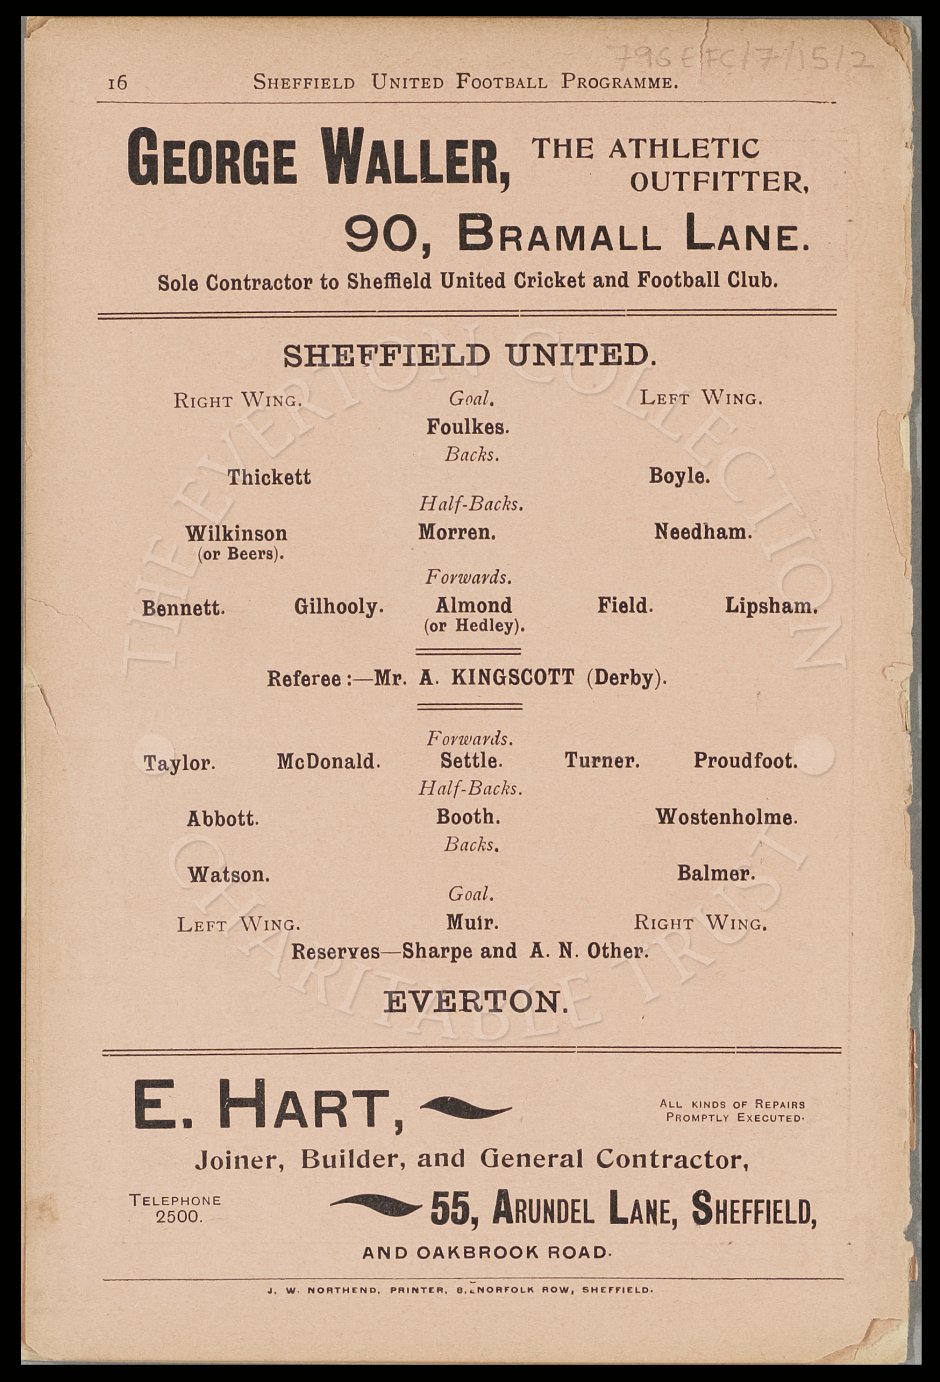 796 EFC/7/15/2
16 SHEFFIELD UNITED FOOTBALL PROGRAMME.
GEORGE WALLER, THE ATHLETIC
OUTFITTER,
90, BRAMALL LANE.
Sole Contractor to Sheffield United Cricket and Football Club.
SHEFFIELD UNITED.
RIGHT WING. Goal. LEFT WING.
Foulkes.
Backs.
Thickett Boyle.
Half-Backs.
Wilkinson Morren. Needham.
(or Beers).
Forwards.
Bennett. Gilhooly. Almond Field. Lipsham.
(or Hedley).
Referee:—Mr. A. KINGSCOTT (Derby).
Forwards.
Taylor. McDonald. Settle. Turner. Proudfoot.
Half-Backs.
Abbott. Booth. Wostenholme.
Backs.
Watson. Balmer.
Goal.
LEFT WING. Muir. RIGHT WING.
Reserves—Sharpe and A. N. Other.
EVERTON.
E. HART, ALL KINDS OF REPAIRS
PROMPTLY EXECUTED.
Joiner, Builder, and General Contractor,
TELEPHONE
2500.
55, ARUNDEL LANE, SHEFFIELD,
AND OAKBROOK ROAD.
J. W. NORTHEND, PRINTER, 8, NORFOLK ROW, SHEFFIELD.
THE EVERTON COLLECTION • CHARITABLE TRUST •